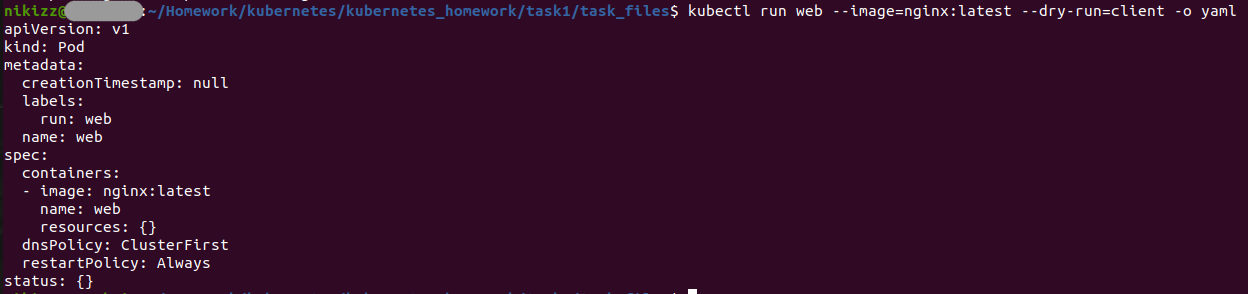 nikizz@:~/Homework/kubernetes/kubernetes_homework/task1/task_files$ kubectl run web --image=nginx:latest --dry-run=client -o yaml
apiVersion: v1
kind: Pod
metadata:
  creationTimestamp: null
  labels:
    run: web
  name: web
spec:
  containers:
  - image: nginx:latest
    name: web
    resources: {}
  dnsPolicy: ClusterFirst
  restartPolicy: Always
status: {}